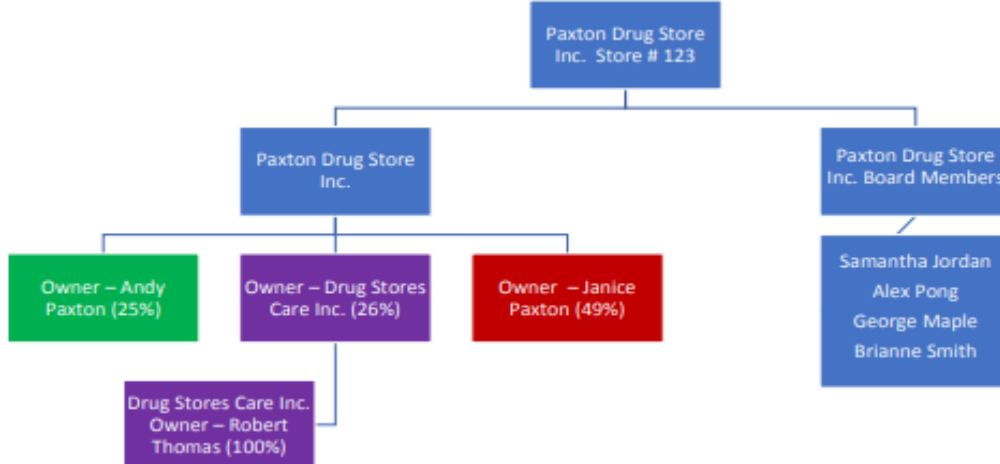 Paxton Drug Store
Inc.  Store # 123
Paxton Drug Store
Inc.
Paxton Drug Store
Inc. Board Members
Owner – Andy
Paxton (25%)
Owner – Drug Stores
Care Inc. (26%)
Owner  – Janice
Paxton (49%)
Samantha Jordan
Alex Pong
George Maple
Brianne Smith
Drug Stores Care Inc.
Owner – Robert
Thomas (100%)